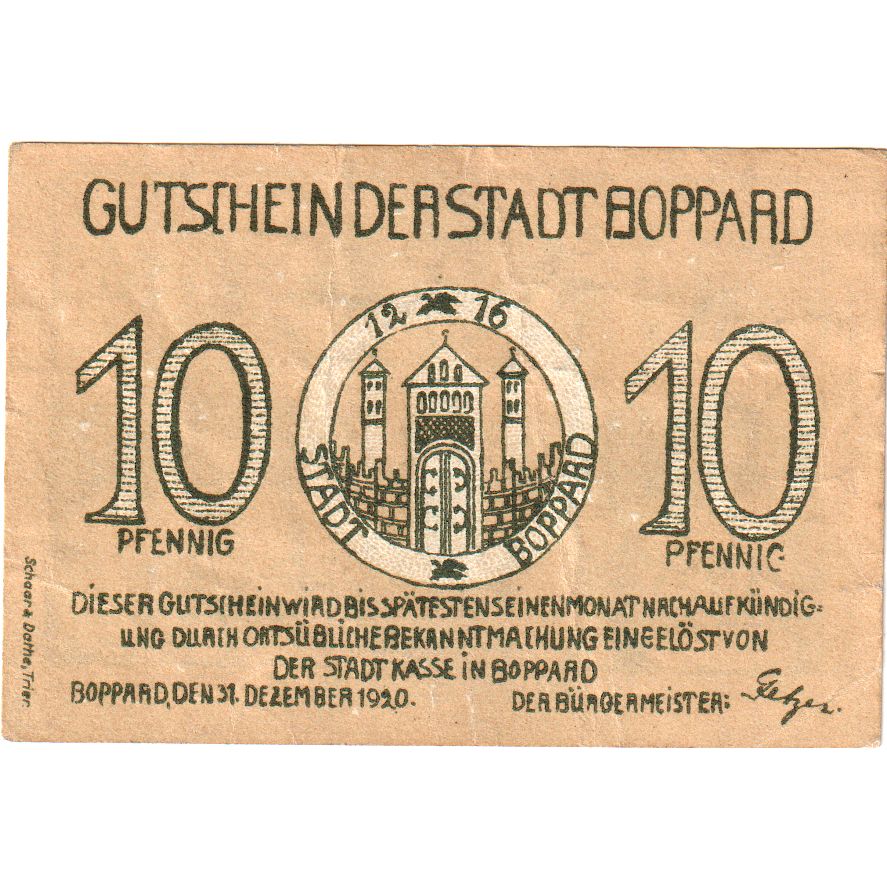 GUTSCHEIN DER STADT BOPPARD
12 16
10
10
STADT
BOPPARD
PFENNIG
PFENNIG
DIESER GUTSCHEIN WIRD BIS SPÄTESTENS EINEN MONAT NACH AUFKÜNDIG=
UNG DURCH ORTSÜBLICHE BEKANNTMACHUNG EINGELÖST VON
DER STADTKASSE IN BOPPARD
BOPPARD, DEN 31. DEZEMBER 1920. DER BÜRGERMEISTER:
Schaar & Dathe, Trier